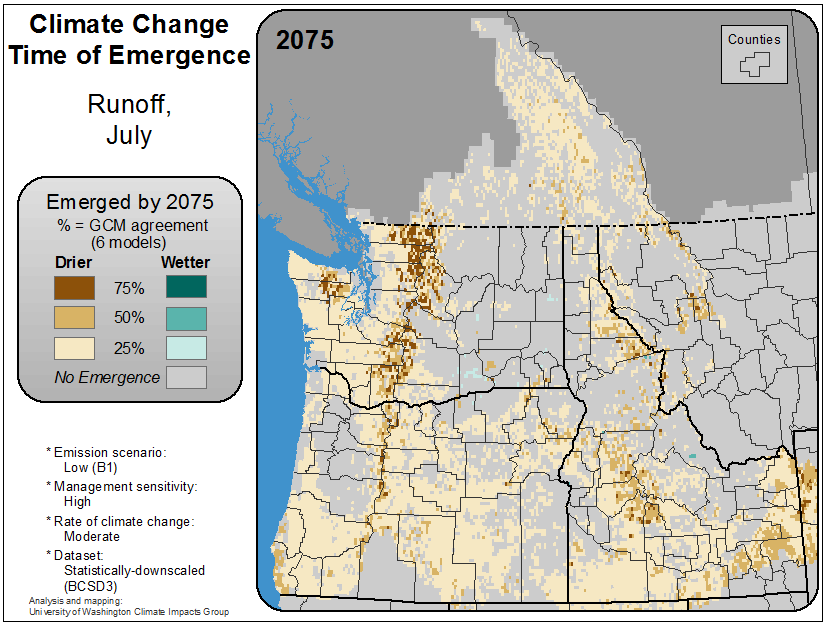 Climate Change
Time of Emergence
Runoff,
July
Emerged by 2075
% = GCM agreement
(6 models)
Drier Wetter
75%
50%
25%
No Emergence
* Emission scenario:
Low (B1)
* Management sensitivity:
High
* Rate of climate change:
Moderate
* Dataset:
Statistically-downscaled
(BCSD3)
Analysis and mapping:
University of Washington Climate Impacts Group
2075
Counties